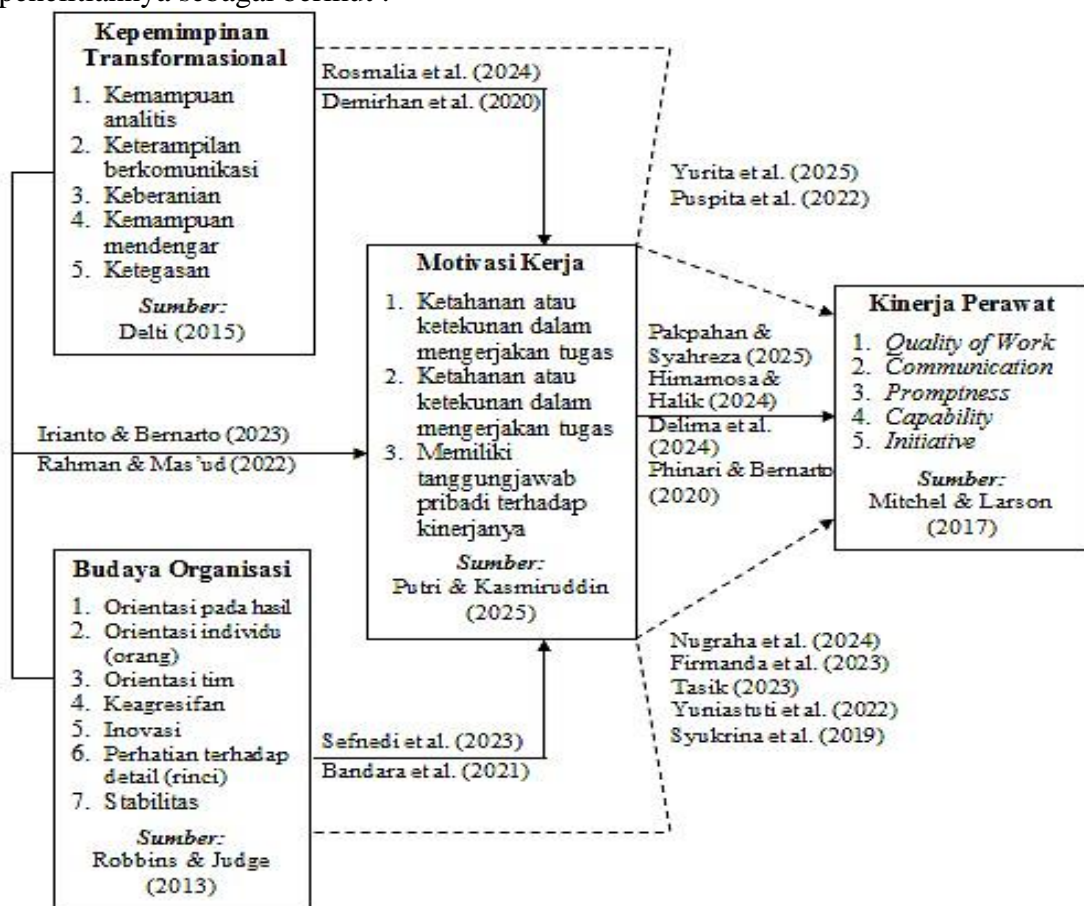 penelitiannya sebagai berikut :
Kepemimpinan
Transformasional
1. Kemampuan
analitis
2. Keterampilan
berkomunikasi
3. Keberanian
4. Kemampuan
mendengar
5. Ketegasan
Sumber:
Delti (2015)
Rosmalia et al. (2024)
Demirhan et al. (2020)
Yurita et al. (2025)
Puspita et al. (2022)
Motivasi Kerja
1. Ketahanan atau
ketekunan dalam
mengerjakan tugas
2. Ketahanan atau
ketekunan dalam
mengerjakan tugas
3. Memiliki
tanggungjawab
pribadi terhadap
kinerjanya
Sumber:
Putri & Kasmiruddin
(2025)
Pakpahan &
Syahreza (2025)
Himamosa &
Halik (2024)
Delima et al.
(2024)
Phinari & Bernarto
(2020)
Kinerja Perawat
1. Quality of Work
2. Communication
3. Promptness
4. Capability
5. Initiative
Sumber:
Mitchel & Larson
(2017)
Irianto & Bernarto (2023)
Rahman & Mas’ud (2022)
Budaya Organisasi
1. Orientasi pada hasil
2. Orientasi individu
(orang)
3. Orientasi tim
4. Keagresifan
5. Inovasi
6. Perhatian terhadap
detail (rinci)
7. Stabilitas
Sumber:
Robbins & Judge
(2013)
Sefnedi et al. (2023)
Bandara et al. (2021)
Nugraha et al. (2024)
Firmanda et al. (2023)
Tasik (2023)
Yuniastuti et al. (2022)
Syukrina et al. (2019)